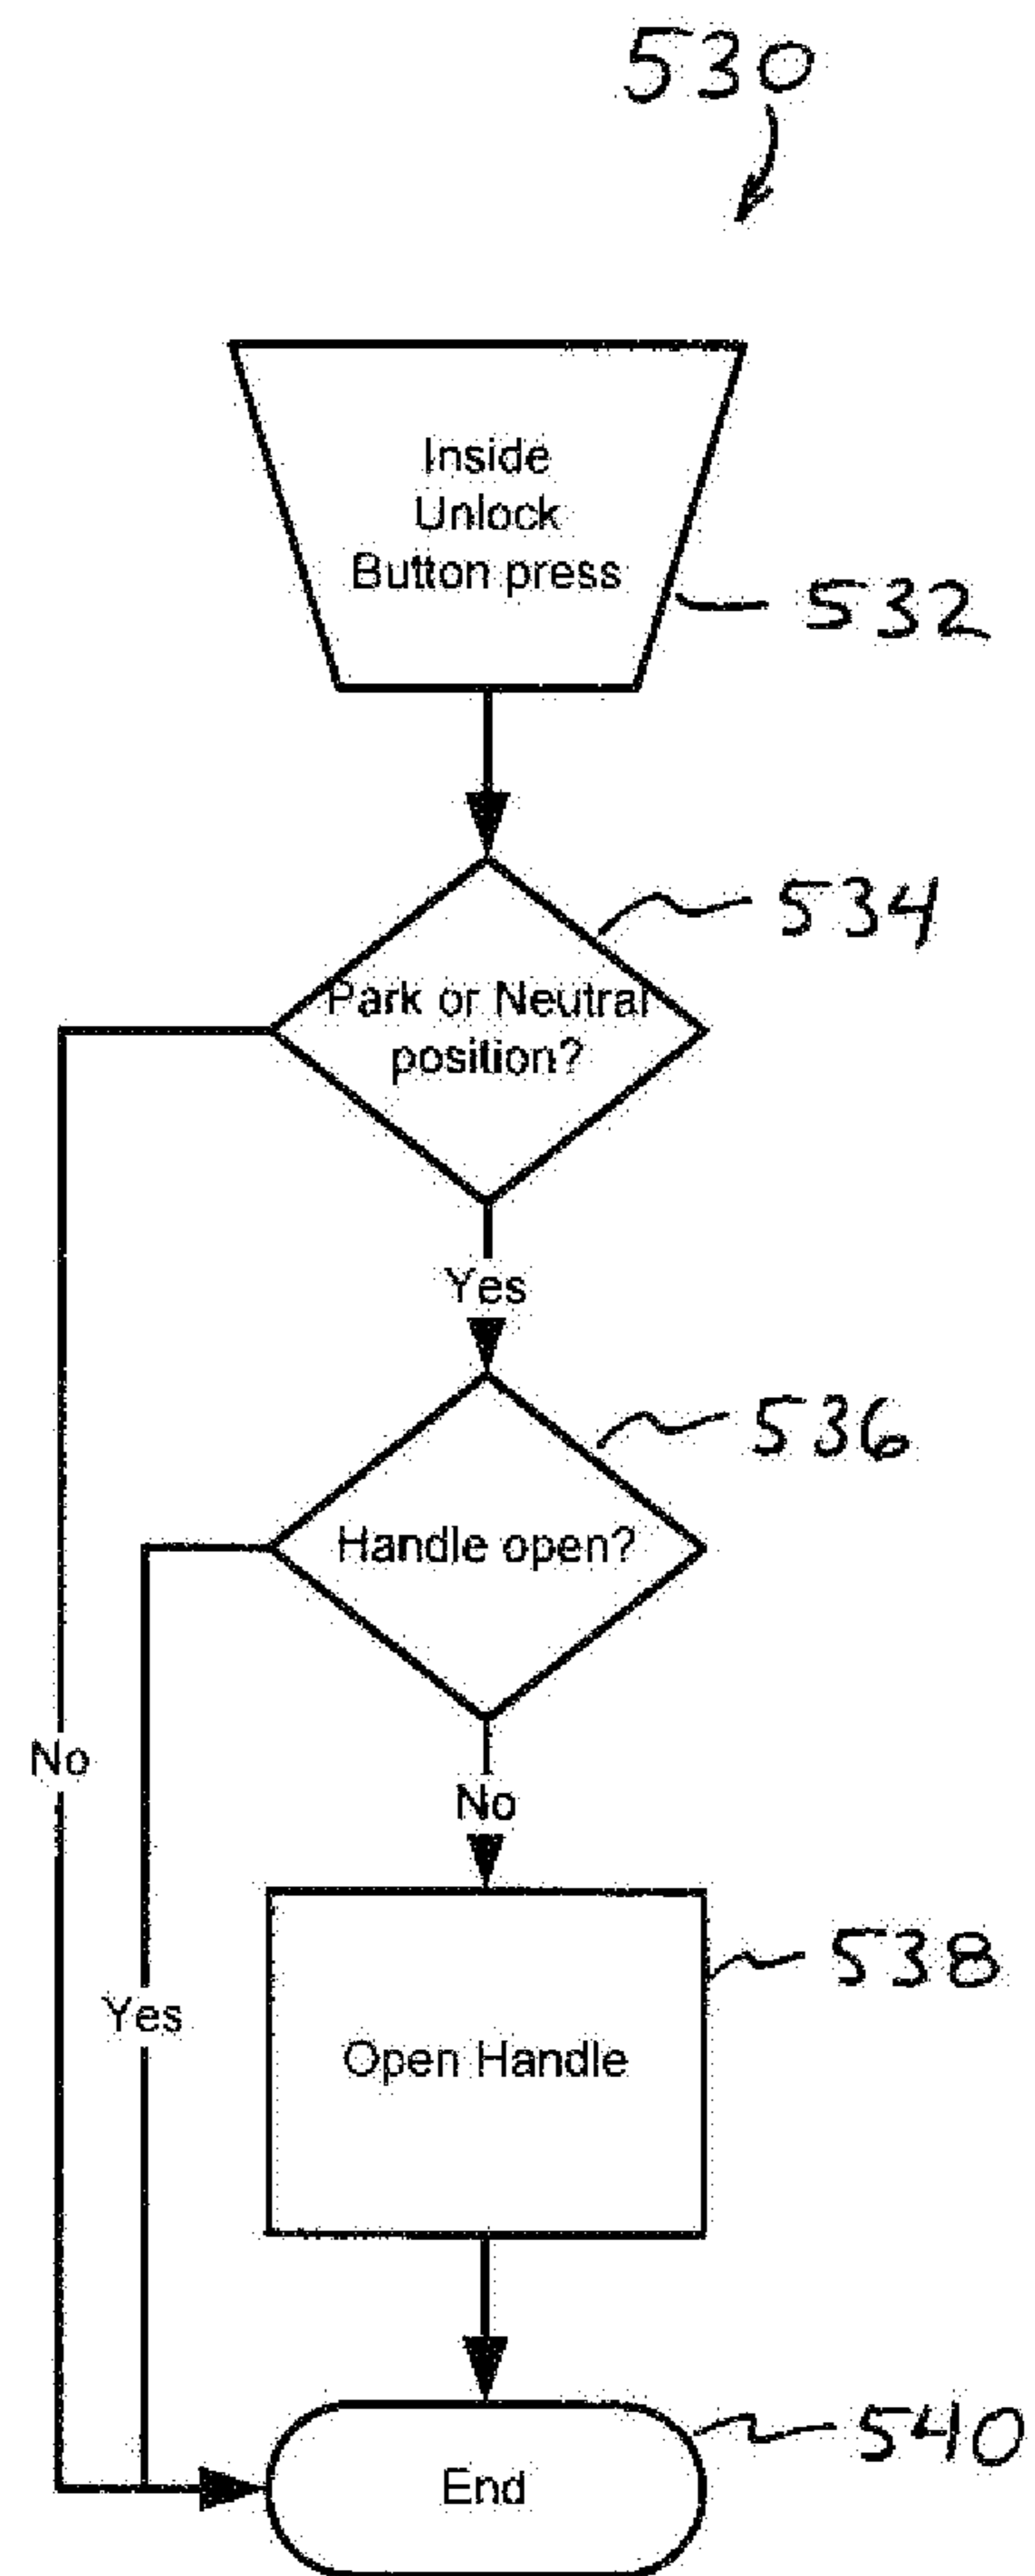 530
Inside
Unlock
Button press
532
534
Park or Neutral
position?
Yes
536
Handle open?
No
No
538
Yes
Open Handle
540
End